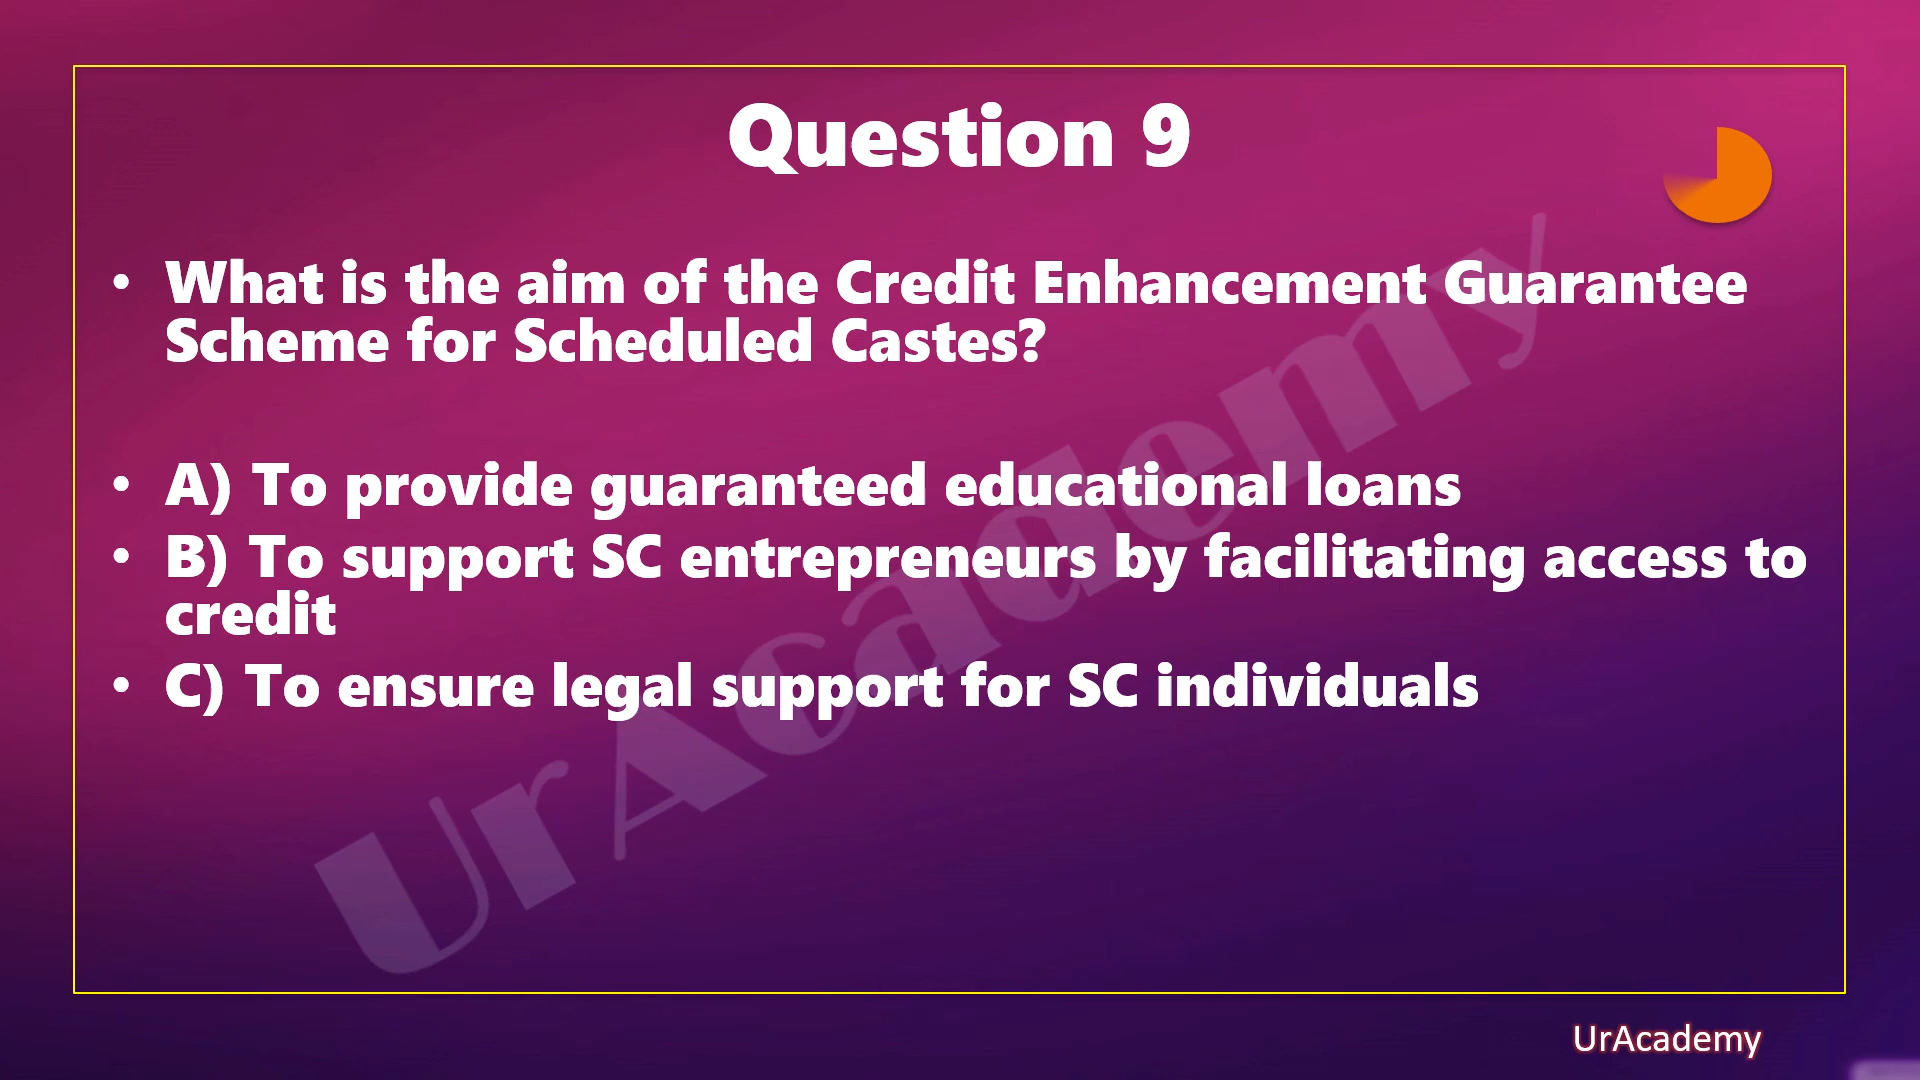 Question 9
• What is the aim of the Credit Enhancement Guarantee
Scheme for Scheduled Castes?
• A) To provide guaranteed educational loans
• B) To support SC entrepreneurs by facilitating access to
credit
• C) To ensure legal support for SC individuals
UrAcademy
UrAcademy